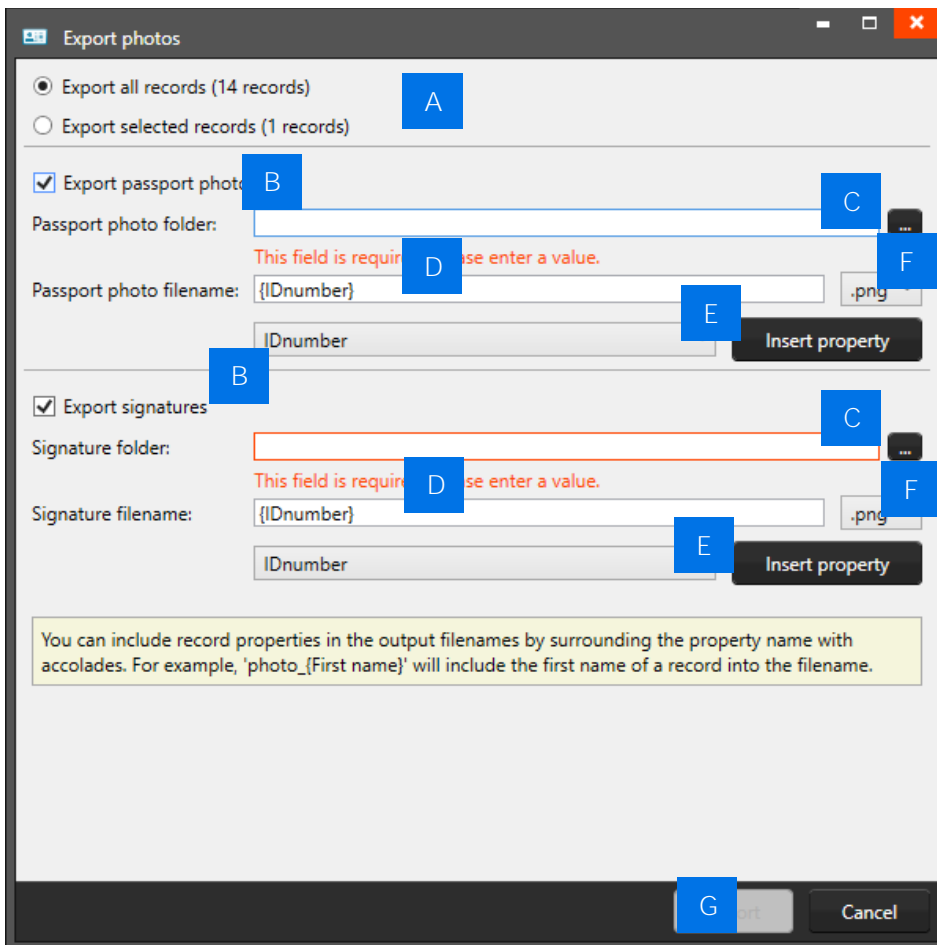 Export photos
Export all records (14 records)
A
Export selected records (1 records)
B
Export passport photo
C
Passport photo folder:
...
This field is enter a value.
D
F
Passport photo filename: {IDnumber} .png
E
IDnumber Insert property
B
Export signatures
C
Signature folder:
...
This field is enter a value.
D
F
Signature filename: {IDnumber} .png
E
IDnumber Insert property
You can include record properties in the output filenames by surrounding the property name with
accolades. For example, 'photo_{First name}' will include the first name of a record into the filename.
G
Cancel